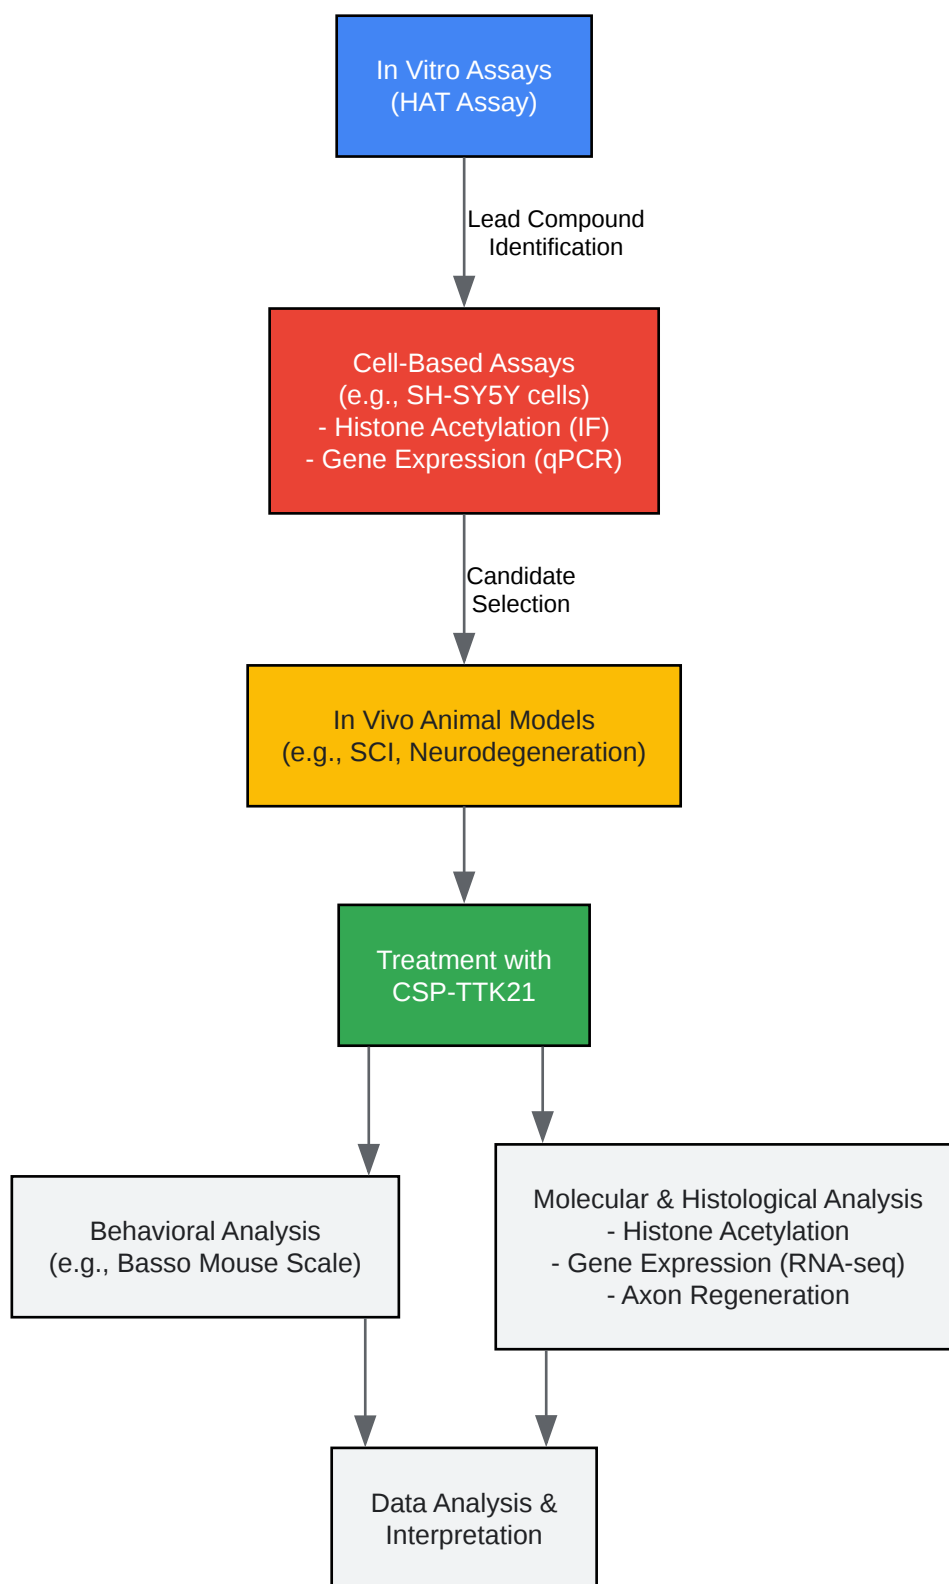 In Vitro Assays
(HAT Assay)
Lead Compound
Identification
Cell-Based Assays
(e.g., SH-SY5Y cells)
- Histone Acetylation (IF)
- Gene Expression (qPCR)
Candidate
Selection
In Vivo Animal Models
(e.g., SCI, Neurodegeneration)
Treatment with
CSP-TTK21
Behavioral Analysis
(e.g., Basso Mouse Scale)
Molecular & Histological Analysis
- Histone Acetylation
- Gene Expression (RNA-seq)
- Axon Regeneration
Data Analysis &
Interpretation